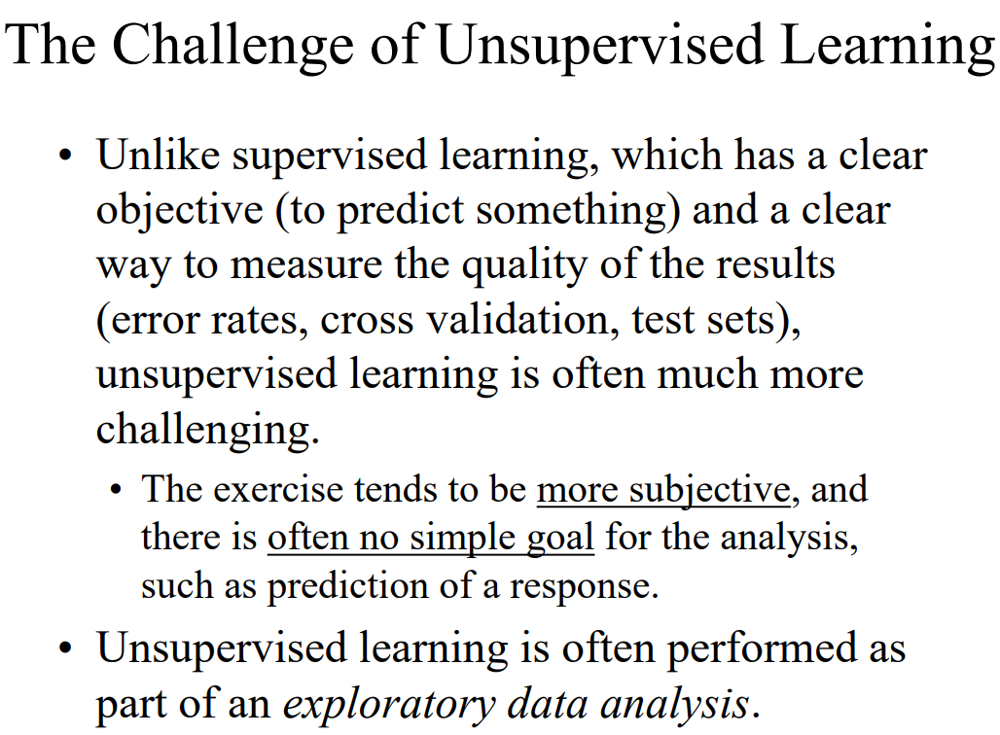 The Challenge of Unsupervised Learning
• Unlike supervised learning, which has a clear
objective (to predict something) and a clear
way to measure the quality of the results
(error rates, cross validation, test sets),
unsupervised learning is often much more
challenging.
• The exercise tends to be more subjective, and
there is often no simple goal for the analysis,
such as prediction of a response.
• Unsupervised learning is often performed as
part of an exploratory data analysis.